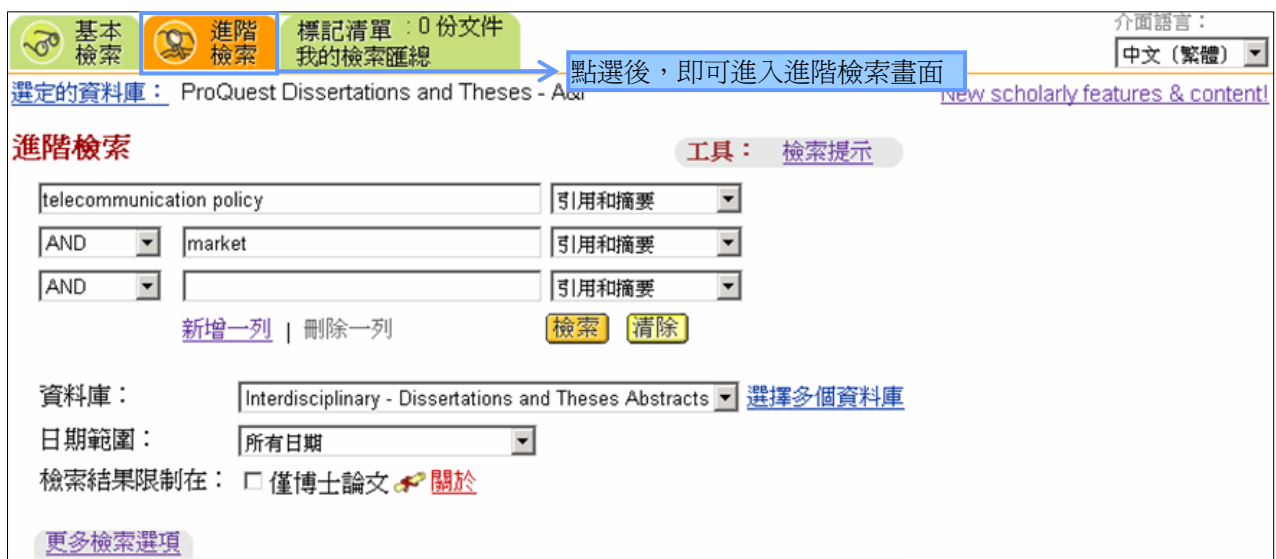 基本檢索
進階檢索
標記清單：0 份文件
我的檢索匯總
介面語言：
中文（繁體）
點選後，即可進入進階檢索畫面
選定的資料庫： ProQuest Dissertations and Theses - A&I
New scholarly features & content!
進階檢索
工具： 檢索提示
telecommunication policy 引用和摘要
AND market 引用和摘要
AND 引用和摘要
新增一列 | 刪除一列 檢索 清除
資料庫： Interdisciplinary - Dissertations and Theses Abstracts 選擇多個資料庫
日期範圍： 所有日期
檢索結果限制在： 僅博士論文 關於
更多檢索選項